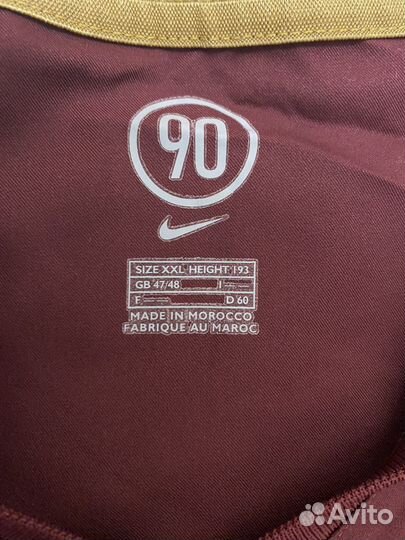 90
SIZE XXL HEIGHT 193
GB 47/48 I
F D 60
MADE IN MOROCCO
FABRIQUE AU MAROC
Avito